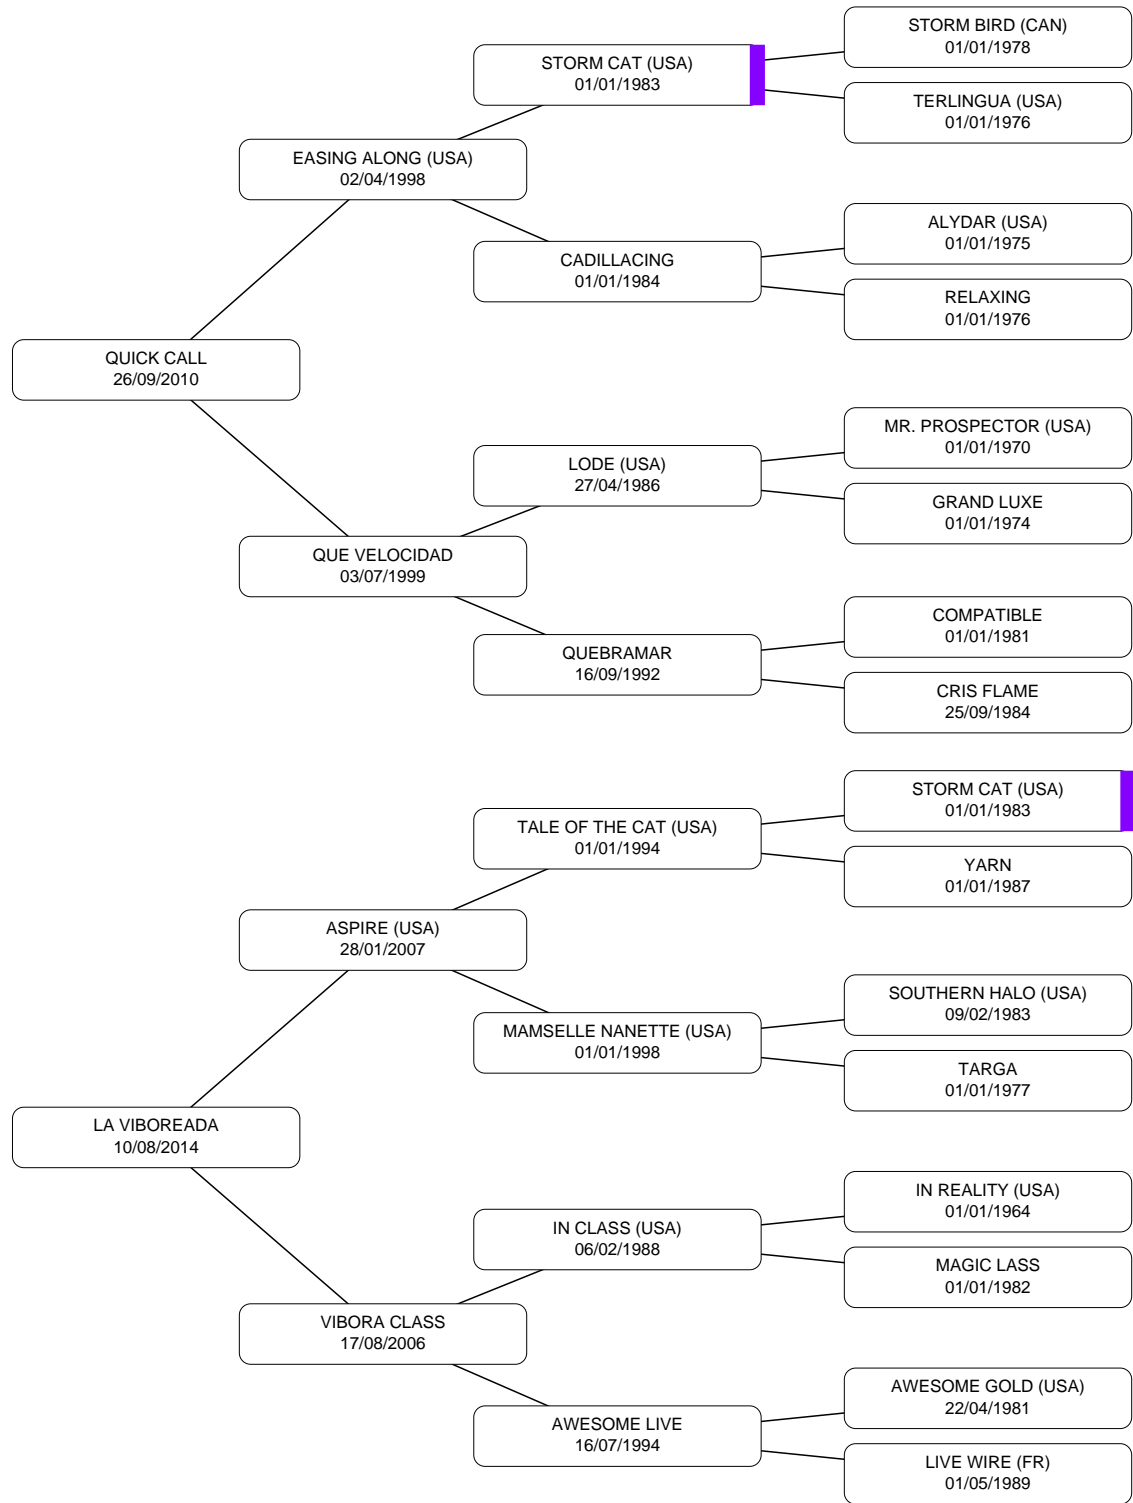 STORM BIRD (CAN)
01/01/1978
STORM CAT (USA)
01/01/1983
TERLINGUA (USA)
01/01/1976
EASING ALONG (USA)
02/04/1998
ALYDAR (USA)
01/01/1975
CADILLACING
01/01/1984
RELAXING
01/01/1976
QUICK CALL
26/09/2010
MR. PROSPECTOR (USA)
01/01/1970
LODE (USA)
27/04/1986
GRAND LUXE
01/01/1974
QUE VELOCIDAD
03/07/1999
COMPATIBLE
01/01/1981
QUEBRAMAR
16/09/1992
CRIS FLAME
25/09/1984
STORM CAT (USA)
01/01/1983
TALE OF THE CAT (USA)
01/01/1994
YARN
01/01/1987
ASPIRE (USA)
28/01/2007
SOUTHERN HALO (USA)
09/02/1983
MAMSELLE NANETTE (USA)
01/01/1998
TARGA
01/01/1977
LA VIBOREADA
10/08/2014
IN REALITY (USA)
01/01/1964
IN CLASS (USA)
06/02/1988
MAGIC LASS
01/01/1982
VIBORA CLASS
17/08/2006
AWESOME GOLD (USA)
22/04/1981
AWESOME LIVE
16/07/1994
LIVE WIRE (FR)
01/05/1989